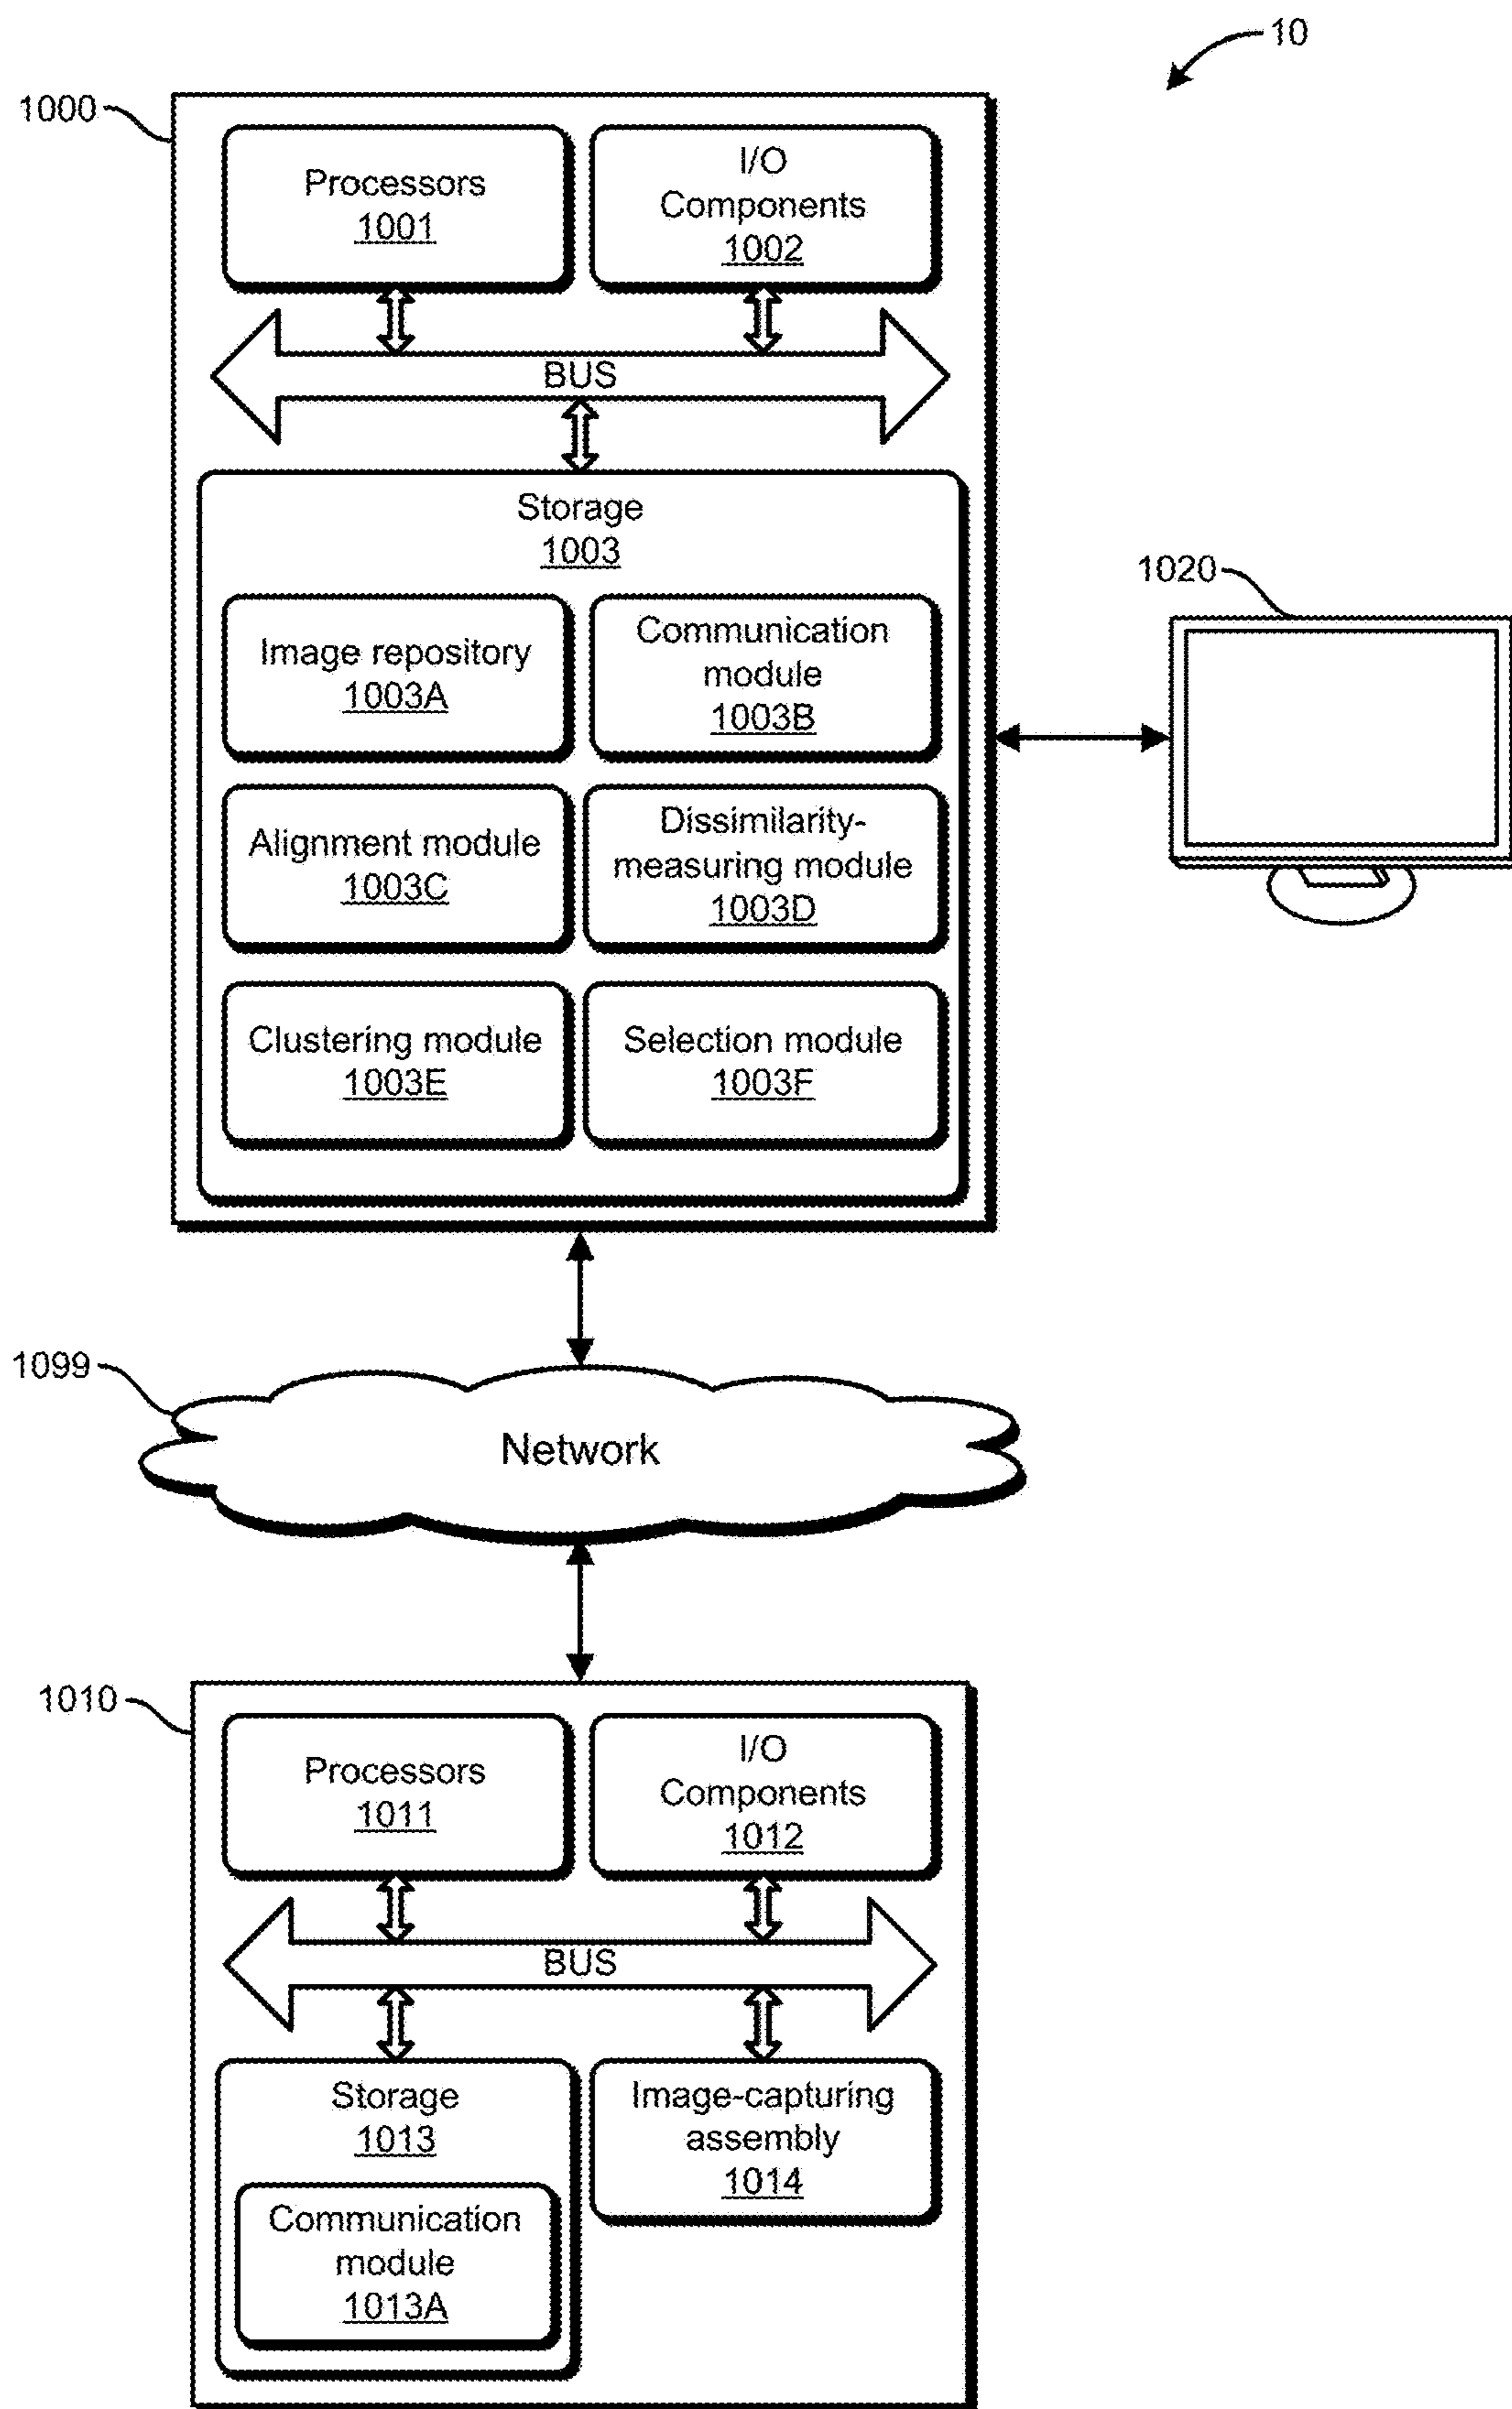 10
1000
Processors
1001
I/O
Components
1002
BUS
Storage
1003
Image repository
1003A
Communication
module
1003B
1020
Alignment module
1003C
Dissimilarity-
measuring module
1003D
Clustering module
1003E
Selection module
1003F
1099
Network
1010
Processors
1011
I/O
Components
1012
BUS
Storage
1013
Image-capturing
assembly
1014
Communication
module
1013A